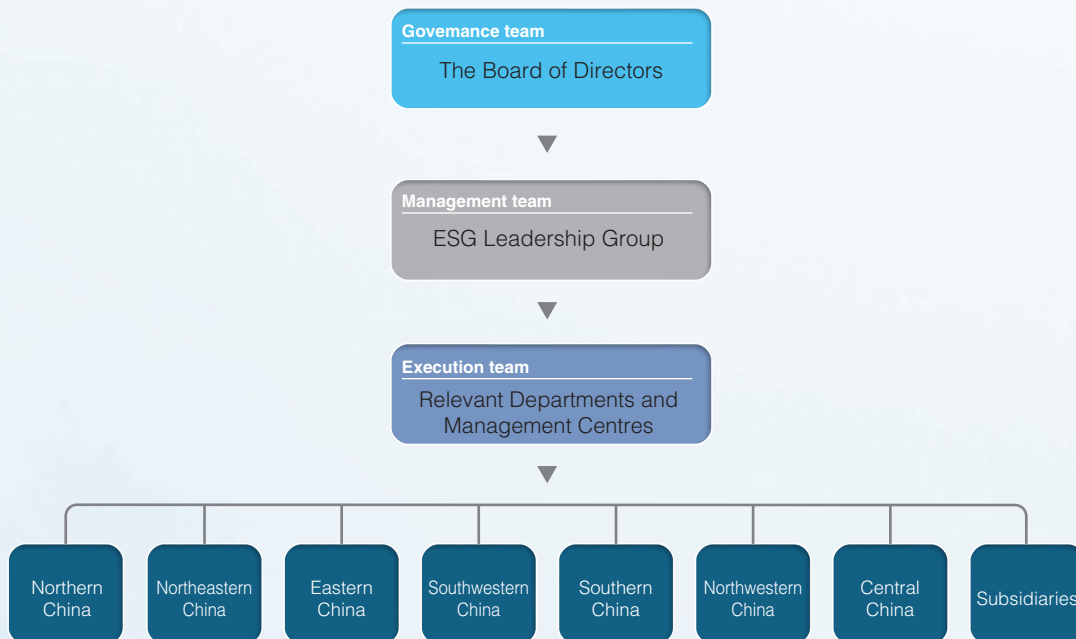 Govemance team
The Board of Directors
Management team
ESG Leadership Group
Execution team
Relevant Departments and
Management Centres
Northern
China
Northeastern
China
Eastern
China
Southwestern
China
Southern
China
Northwestern
China
Central
China
Subsidiaries